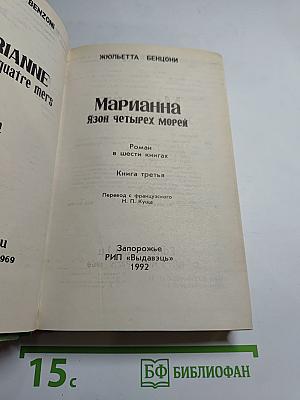 BENZONI
RIANNE
quatre mers
и
1969
ЖЮЛЬЕТТА БЕНЦОНИ
Марианна
Язон четырех морей
Роман
в шести книгах
Книга третья
Перевод с французского
Н. П. Куща
Запорожье
РИП «Выдавэць»
1992
15с
БФ БИБЛИОФАН